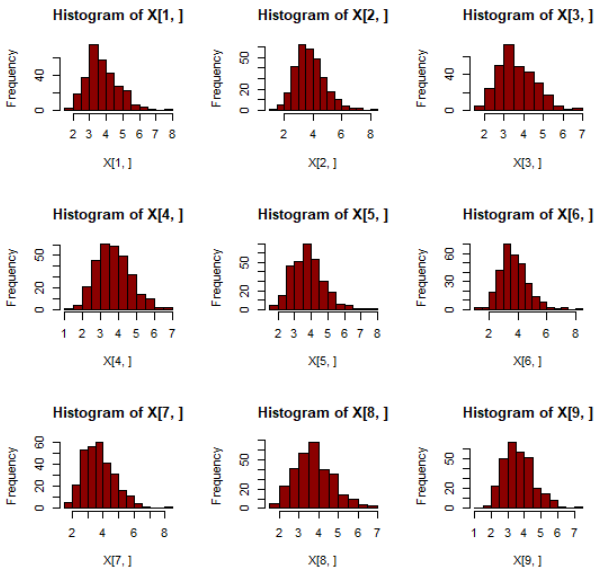 Histogram of X[1, ]
Frequency
40
0
2 3 4 5 6 7 8
X[1, ]
Histogram of X[2, ]
Frequency
60
0
2 4 6 8
X[2, ]
Histogram of X[3, ]
Frequency
40
0
2 3 4 5 6 7
X[3, ]
Histogram of X[4, ]
Frequency
50
20
0
1 2 3 4 5 6 7
X[4, ]
Histogram of X[5, ]
Frequency
50
20
0
2 3 4 5 6 7 8
X[5, ]
Histogram of X[6, ]
Frequency
60
30
0
2 4 6 8
X[6, ]
Histogram of X[7, ]
Frequency
60
40
20
0
2 4 6 8
X[7, ]
Histogram of X[8, ]
Frequency
50
20
0
2 3 4 5 6 7
X[8, ]
Histogram of X[9, ]
Frequency
50
20
0
1 2 3 4 5 6 7
X[9, ]